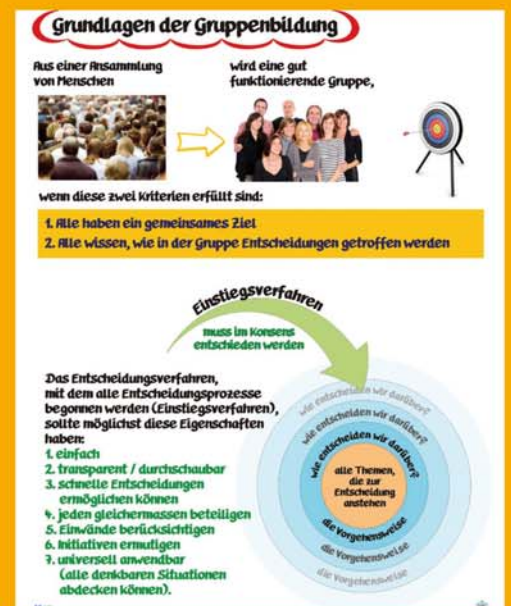 Grundlagen der Gruppenbildung
Aus einer Ansammlung
von Menschen
wird eine gut
funktionierende Gruppe,
wenn diese zwei Kriterien erfüllt sind:
1. Alle haben ein gemeinsames Ziel
2. Alle wissen, wie in der Gruppe Entscheidungen getroffen werden
Einstiegsverfahren
muss im Konsens
entschieden werden
Das Entscheidungsverfahren,
mit dem alle Entscheidungsprozesse
begonnen werden (Einstiegsverfahren),
sollte möglichst diese Eigenschaften
haben:
1. einfach
2. transparent / durchschaubar
3. schnelle Entscheidungen
ermöglichen können
4. jeden gleichermassen beteiligen
5. Einwände berücksichtigen
6. Initiativen ermutigen
7. universell anwendbar
(alle denkbaren Situationen
abdecken können).
wie entscheiden wir darüber?
wie entscheiden wir darüber?
wie entscheiden wir darüber?
alle Themen,
die zur
Entscheidung
anstehen
die Vorgehensweise
die Vorgehensweise
die Vorgehensweise